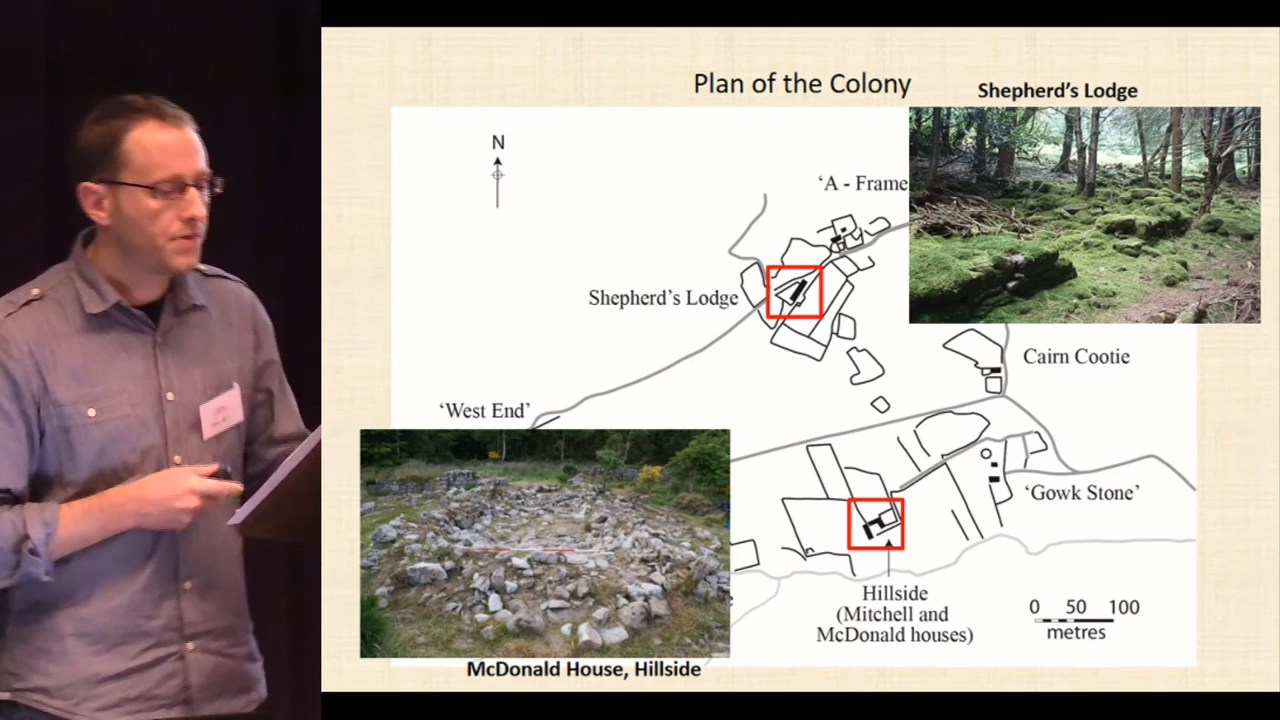 Plan of the Colony
Shepherd's Lodge
N
'A - Frame
Shepherd's Lodge
Cairn Cootie
'West End'
'Gowk Stone'
Hillside
(Mitchell and
McDonald houses)
0 50 100
metres
McDonald House, Hillside